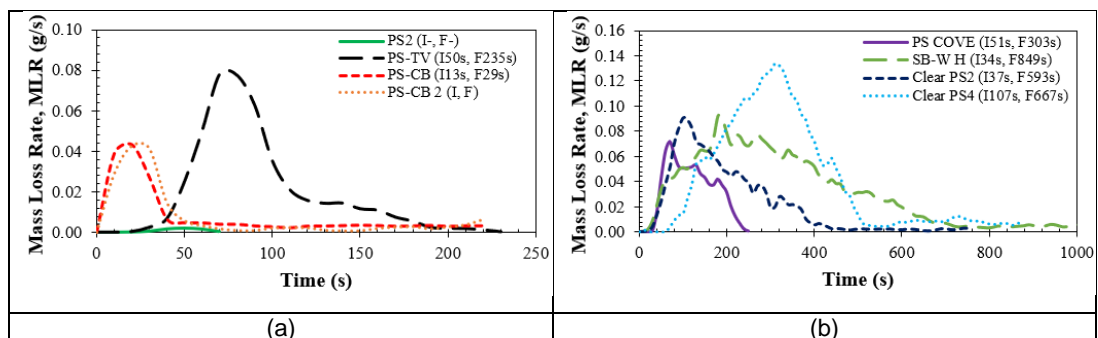 Mass Loss Rate, MLR (g/s)
0.10
0.08
0.06
0.04
0.02
0.00
0
50
100
150
200
250
Time (s)
PS2 (I-, F-)
PS-TV (I50s, F235s)
PS-CB (I13s, F29s)
PS-CB 2 (I, F)
(a)
Mass Loss Rate, MLR (g/s)
0.16
0.14
0.12
0.10
0.08
0.06
0.04
0.02
0.00
0
200
400
600
800
1000
Time (s)
PS COVE (I51s, F303s)
SB-W H (I34s, F849s)
Clear PS2 (I37s, F593s)
Clear PS4 (I107s, F667s)
(b)